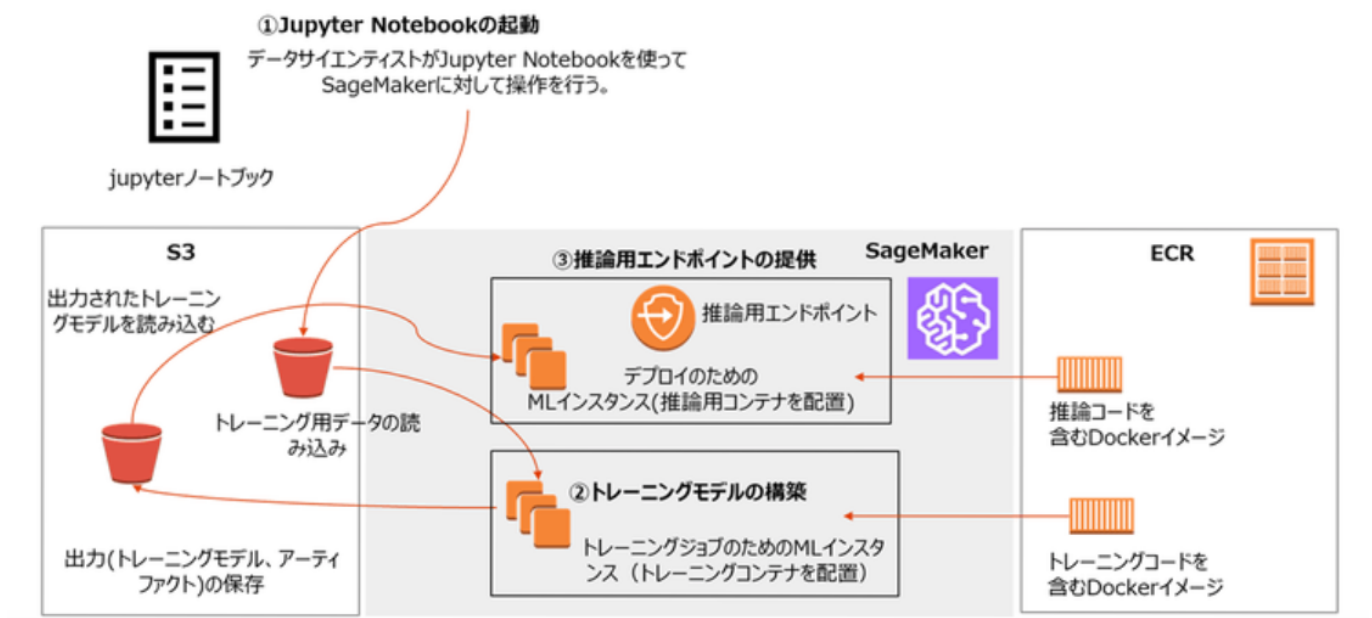 ①Jupyter Notebookの起動
データサイエンティストがJupyter Notebookを使って
SageMakerに対して操作を行う。
jupyterノートブック
S3
出力されたトレーニン
グモデルを読み込む
トレーニング用データの読
み込み
出力(トレーニングモデル、アーティ
ファクト)の保存
SageMaker
③推論用エンドポイントの提供
推論用エンドポイント
デプロイのための
MLインスタンス(推論用コンテナを配置)
②トレーニングモデルの構築
トレーニングジョブのためのMLインスタ
ンス（トレーニングコンテナを配置）
ECR
推論コードを
含むDockerイメージ
トレーニングコードを
含むDockerイメージ